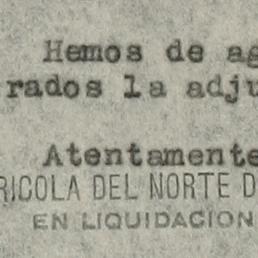 Hemos de ag
rados la adju
Atentamente
RICOLA DEL NORTE D
EN LIQUIDACION